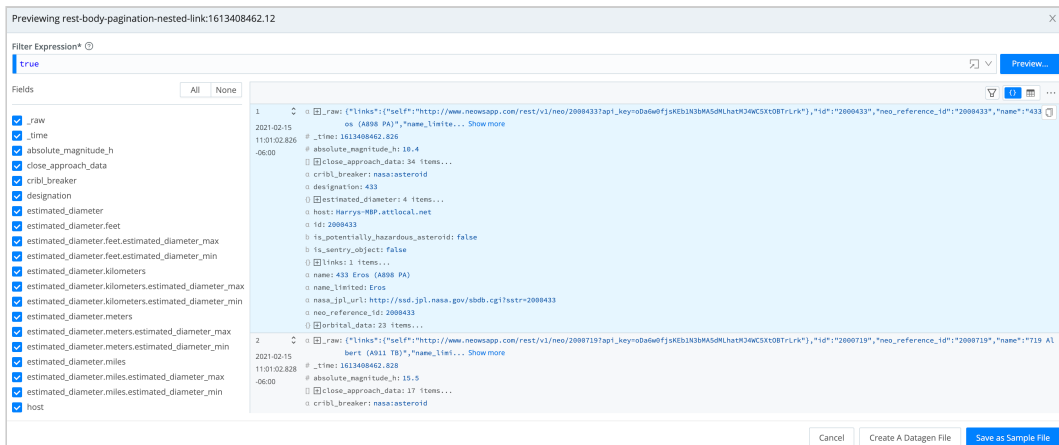 Previewing rest-body-pagination-nested-link:1613408462.12
X
Filter Expression*
true
Preview...
Fields
All None
_raw
_time
absolute_magnitude_h
close_approach_data
cribl_breaker
designation
estimated_diameter
estimated_diameter.feet
estimated_diameter.feet.estimated_diameter_max
estimated_diameter.feet.estimated_diameter_min
estimated_diameter.kilometers
estimated_diameter.kilometers.estimated_diameter_max
estimated_diameter.kilometers.estimated_diameter_min
estimated_diameter.meters
estimated_diameter.meters.estimated_diameter_max
estimated_diameter.meters.estimated_diameter_min
estimated_diameter.miles
estimated_diameter.miles.estimated_diameter_max
estimated_diameter.miles.estimated_diameter_min
host
1
2021-02-15
11:01:02.826
-06:00
α _raw: {"links":{"self":"http://www.neowsapp.com/rest/v1/neo/2000433?api_key=oDa6w0fjsKEb1N3bMA5dMLhatMJ4WC5XtOBTrLrk"},"id":"2000433","neo_reference_id":"2000433","name":"433
os (A898 PA)","name_limite... Show more
# _time: 1613408462.826
# absolute_magnitude_h: 10.4
[] close_approach_data: 34 items...
α cribl_breaker: nasa:asteroid
α designation: 433
{} estimated_diameter: 4 items...
α host: Harrys-MBP.attlocal.net
α id: 2000433
b is_potentially_hazardous_asteroid: false
b is_sentry_object: false
{} links: 1 items...
α name: 433 Eros (A898 PA)
α name_limited: Eros
α nasa_jpl_url: http://ssd.jpl.nasa.gov/sbdb.cgi?sstr=2000433
α neo_reference_id: 2000433
{} orbital_data: 23 items...
2
2021-02-15
11:01:02.828
-06:00
α _raw: {"links":{"self":"http://www.neowsapp.com/rest/v1/neo/2000719?api_key=oDa6w0fjsKEb1N3bMA5dMLhatMJ4WC5XtOBTrLrk"},"id":"2000719","neo_reference_id":"2000719","name":"719 Al
bert (A911 TB)","name_limi... Show more
# _time: 1613408462.828
# absolute_magnitude_h: 15.5
[] close_approach_data: 17 items...
α cribl_breaker: nasa:asteroid
Cancel
Create A Datagen File
Save as Sample File